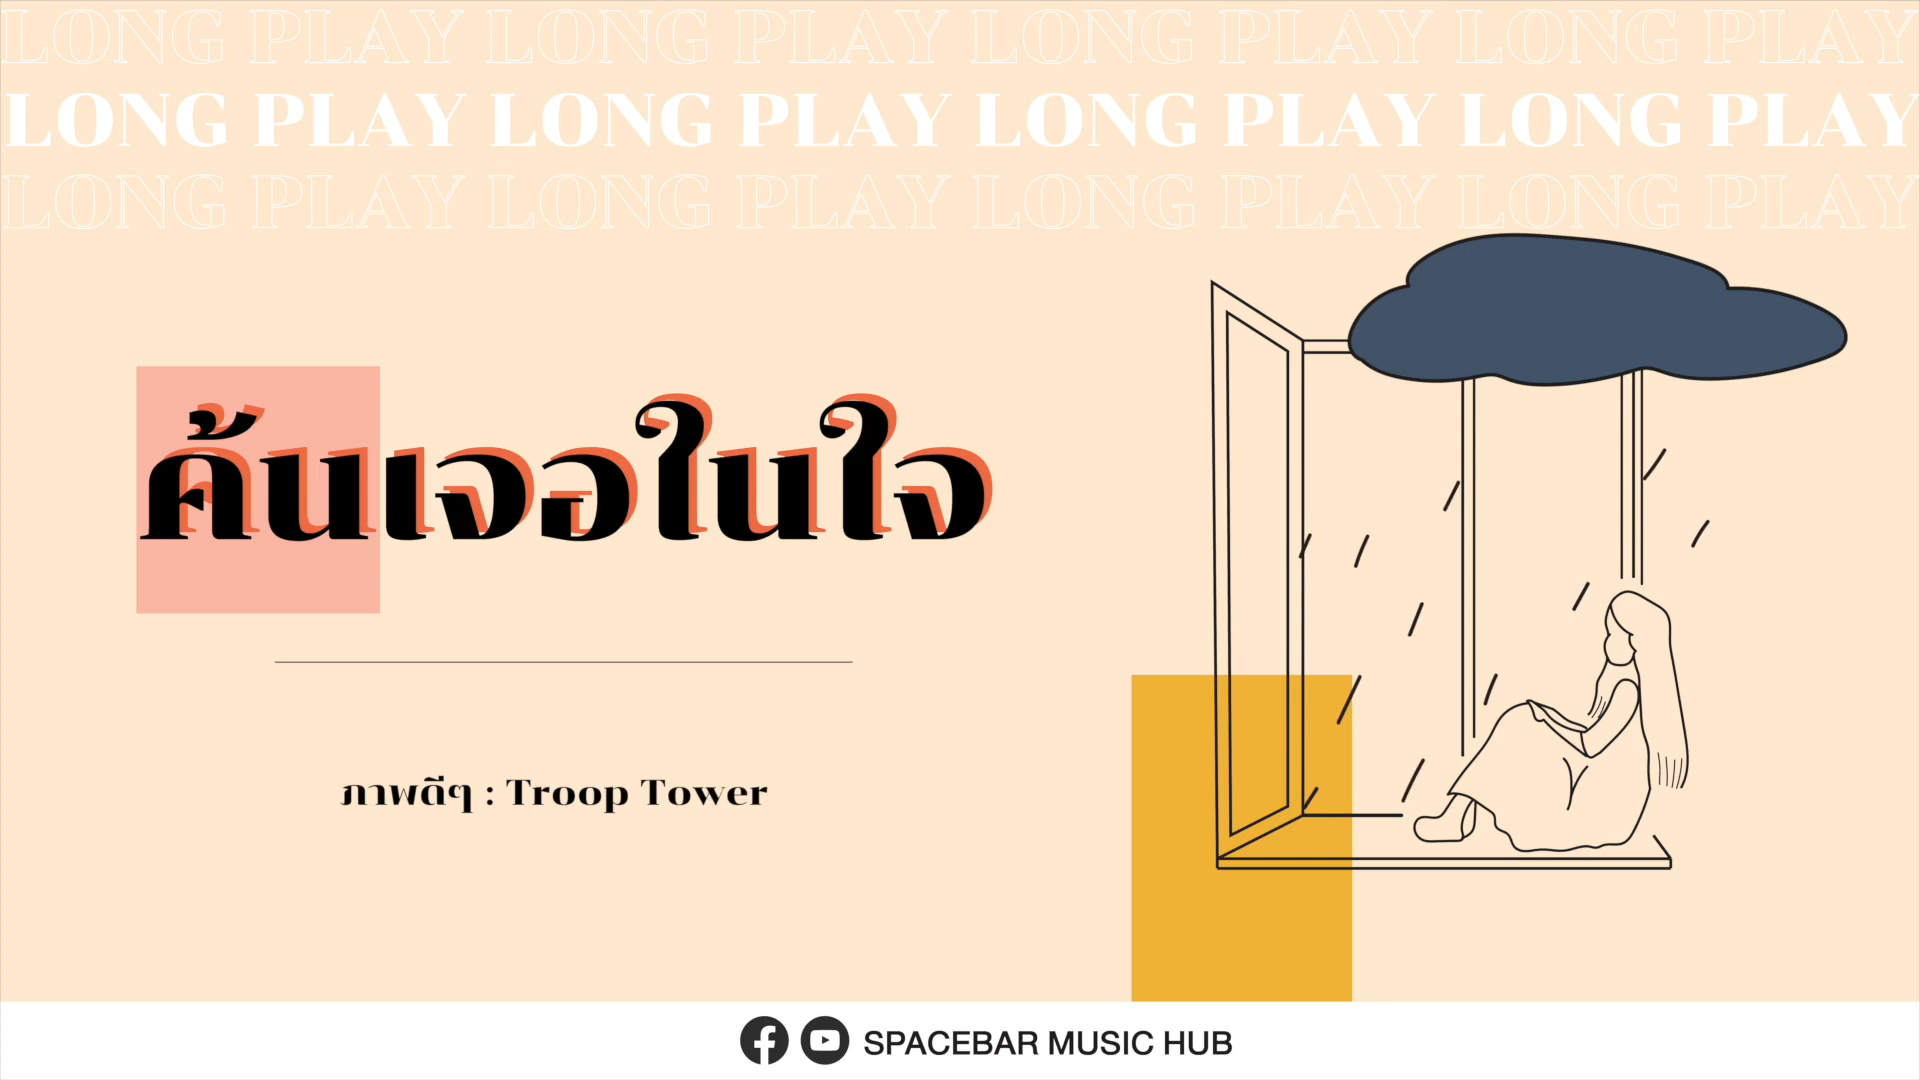 LONG PLAY LONG PLAY LONG PLAY LONG PLAY
LONG PLAY LONG PLAY LONG PLAY LONG PLAY
LONG PLAY LONG PLAY LONG PLAY LONG PLAY
ค้นเจอในใจ
ภาพดีๆ : Troop Tower
SPACEBAR MUSIC HUB